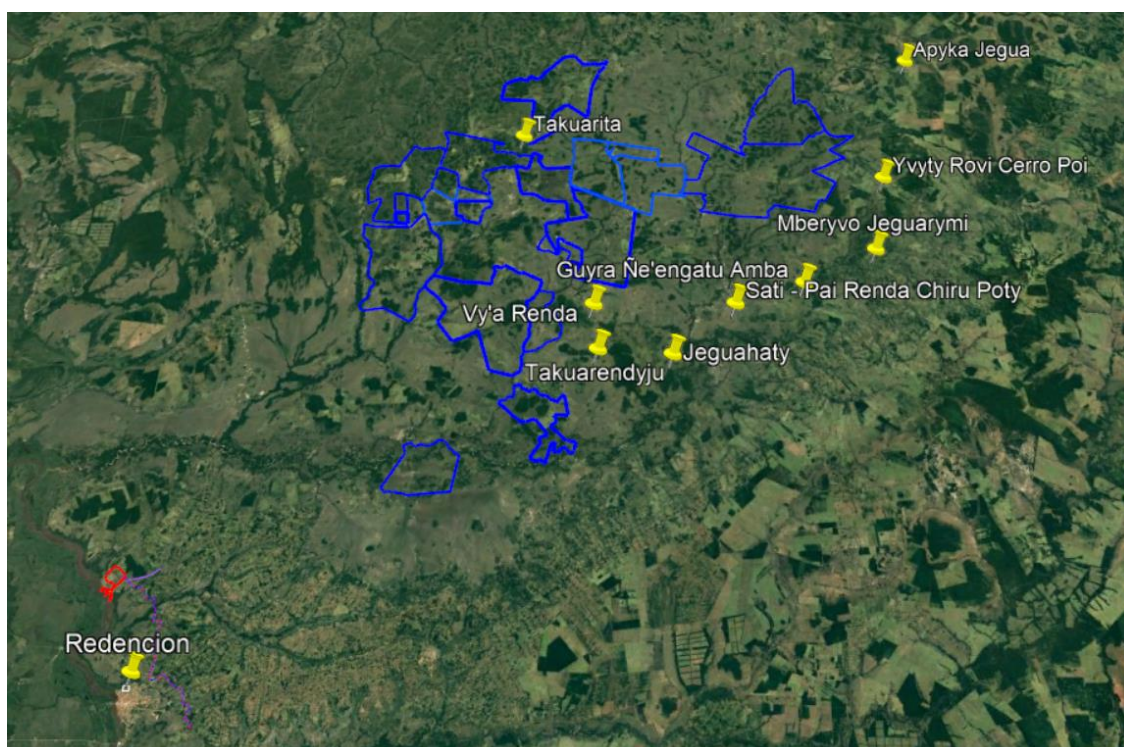 Apyka Jegua
Takuarita
Yvyty Rovi Cerro Poi
Mberyvo Jeguarymi
Guyra Ñe'engatu Amba
Sati - Pai Renda Chiru Poty
Vy'a Renda
Jeguahaty
Takuarendyju
Redencion